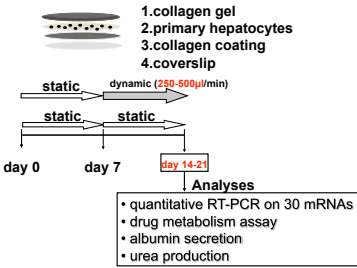 1.collagen gel
2.primary hepatocytes
3.collagen coating
4.coverslip
static
dynamic (250-500µl/min)
static
static
day 0
day 7
day 14-21
Analyses
• quantitative RT-PCR on 30 mRNAs
• drug metabolism assay
• albumin secretion
• urea production